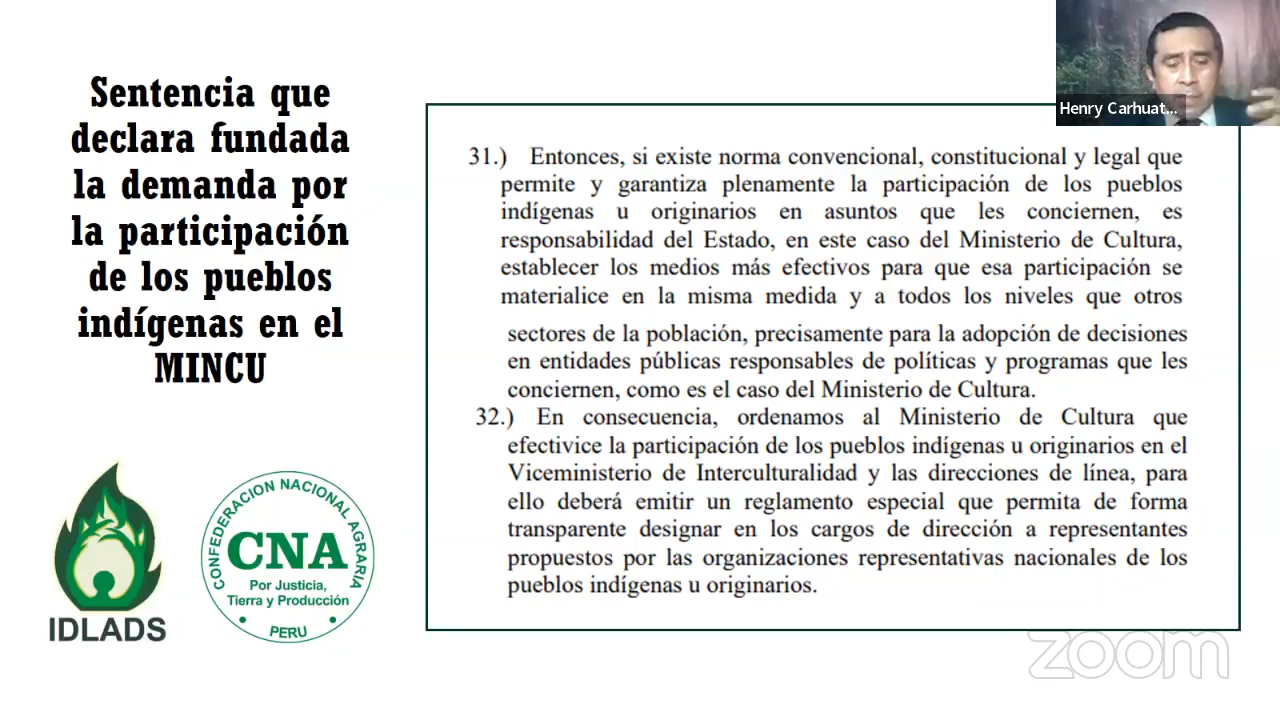 Sentencia que
declara fundada
la demanda por
la participación
de los pueblos
indígenas en el
MINCU
IDLADS
CONFEDERACION NACIONAL AGRARIA
CNA
Por Justicia,
Tierra y Producción
PERU
Henry Carhuat...
31.) Entonces, si existe norma convencional, constitucional y legal que
permite y garantiza plenamente la participación de los pueblos
indígenas u originarios en asuntos que les conciernen, es
responsabilidad del Estado, en este caso del Ministerio de Cultura,
establecer los medios más efectivos para que esa participación se
materialice en la misma medida y a todos los niveles que otros
sectores de la población, precisamente para la adopción de decisiones
en entidades públicas responsables de políticas y programas que les
conciernen, como es el caso del Ministerio de Cultura.
32.) En consecuencia, ordenamos al Ministerio de Cultura que
efectivice la participación de los pueblos indígenas u originarios en el
Viceministerio de Interculturalidad y las direcciones de línea, para
ello deberá emitir un reglamento especial que permita de forma
transparente designar en los cargos de dirección a representantes
propuestos por las organizaciones representativas nacionales de los
pueblos indígenas u originarios.
zoom